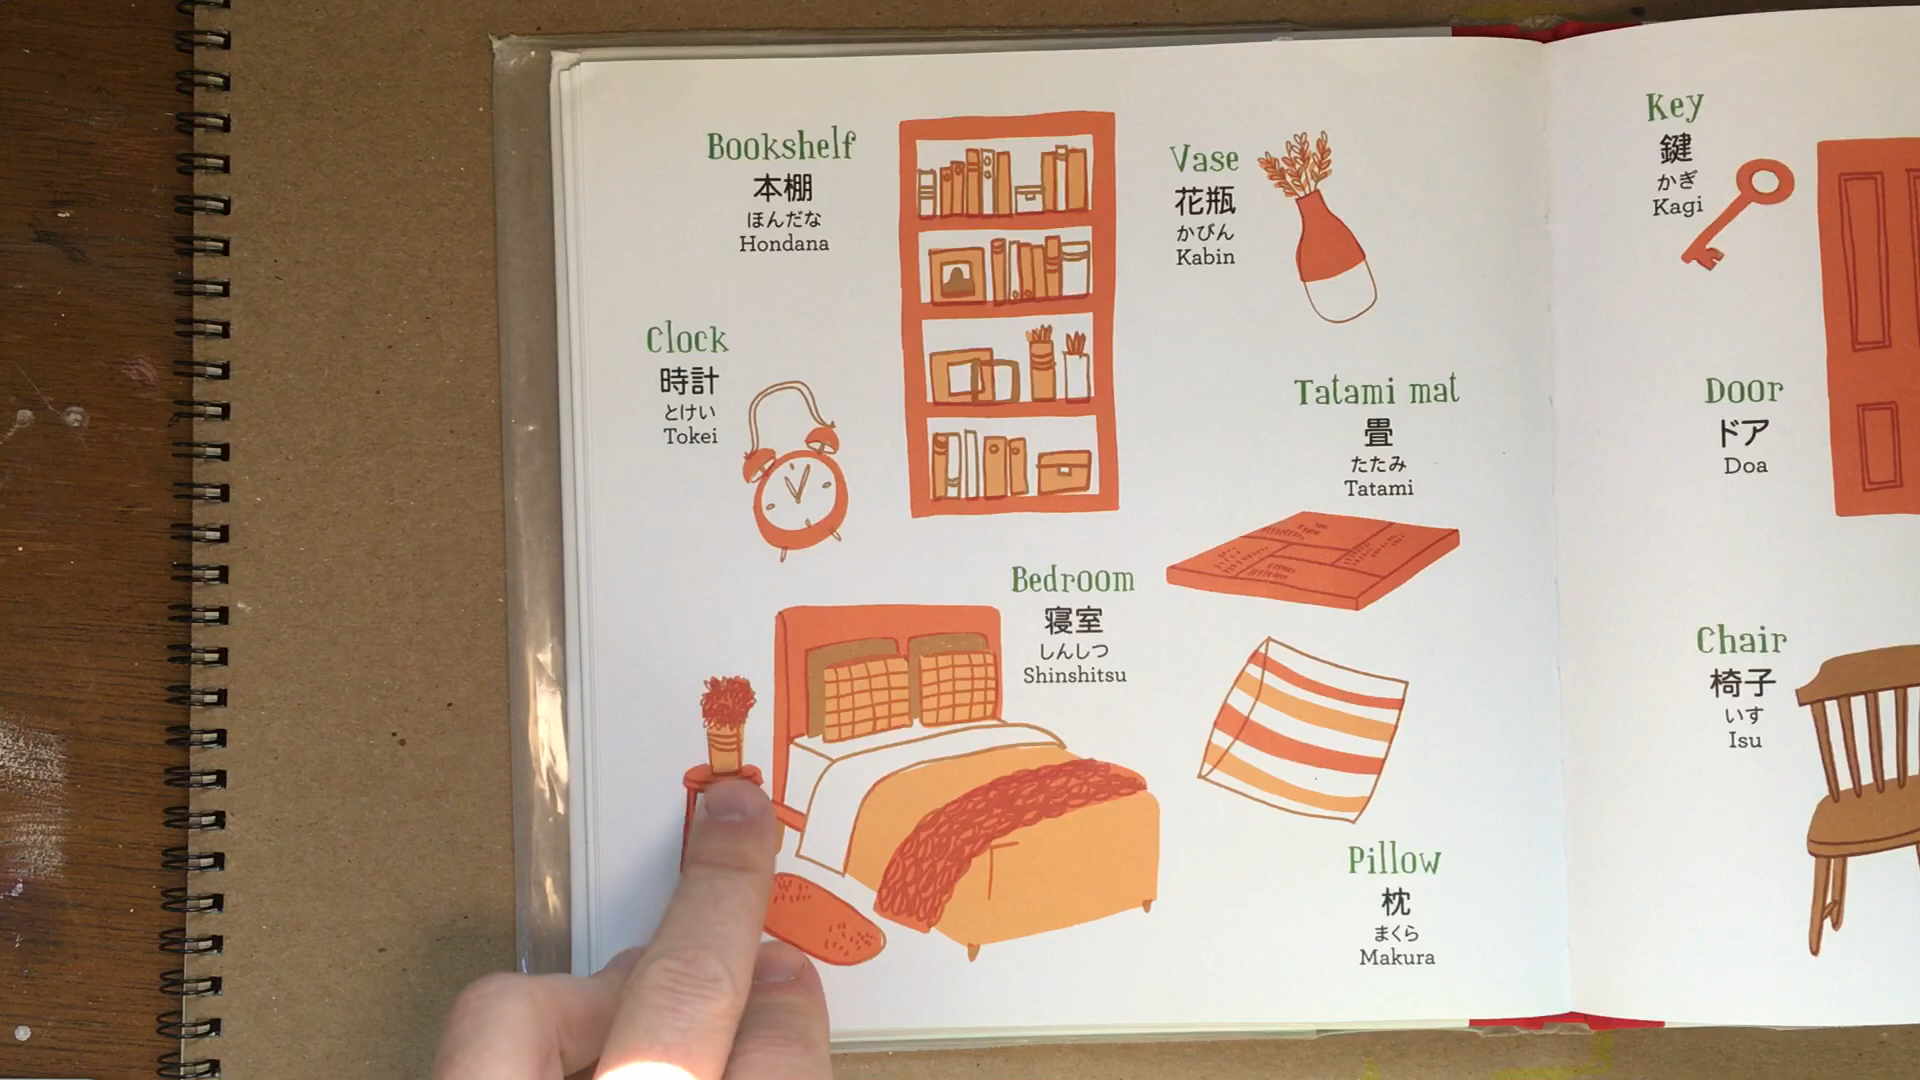 Bookshelf
本棚
ほんだな
Hondana
Vase
花瓶
かびん
Kabin
Clock
時計
とけい
Tokei
Tatami mat
畳
たたみ
Tatami
Bedroom
寝室
しんしつ
Shinshitsu
Pillow
枕
まくら
Makura
Key
鍵
かぎ
Kagi
Door
ドア
Doa
Chair
椅子
いす
Isu